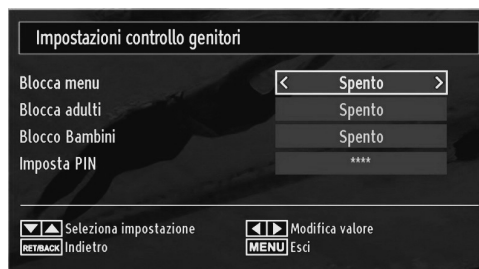 Impostazioni controllo genitori
Blocca menu < Spento >
Blocca adulti Spento
Blocco Bambini Spento
Imposta PIN ****
Seleziona impostazione Modifica valore
RET/BACK Indietro MENU Esci